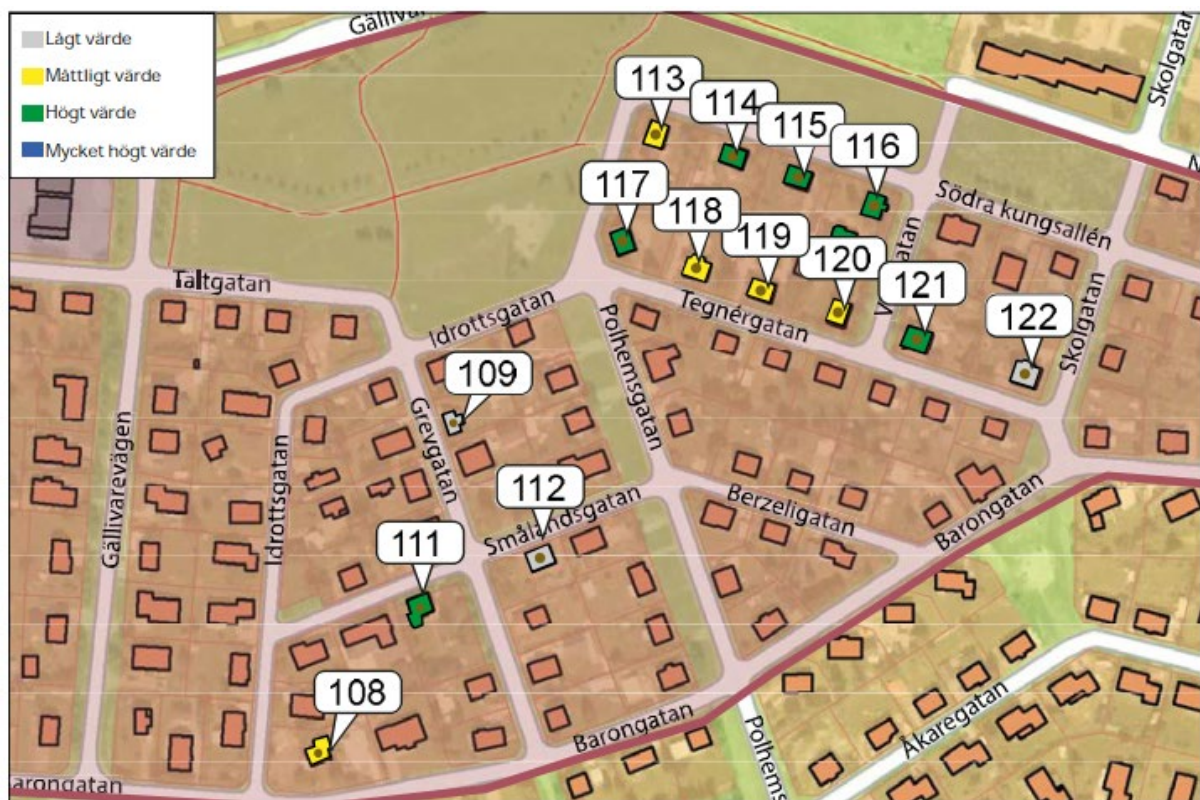 Lågt värde
Måttligt värde
Högt värde
Mycket högt värde
Skolgatan
113
114
115
116
117
118
119
120
121
122
Södra kungsallén
Taltgatan
Idrottsgatan
Polhemsgatan
Tegnérgatan
Skolgatan
109
Grevgatan
Gällivarevägen
Idrottsgatan
112
Smålandsgatan
Berzeligatan
Barongatan
111
108
Barongatan
Åkaregatan